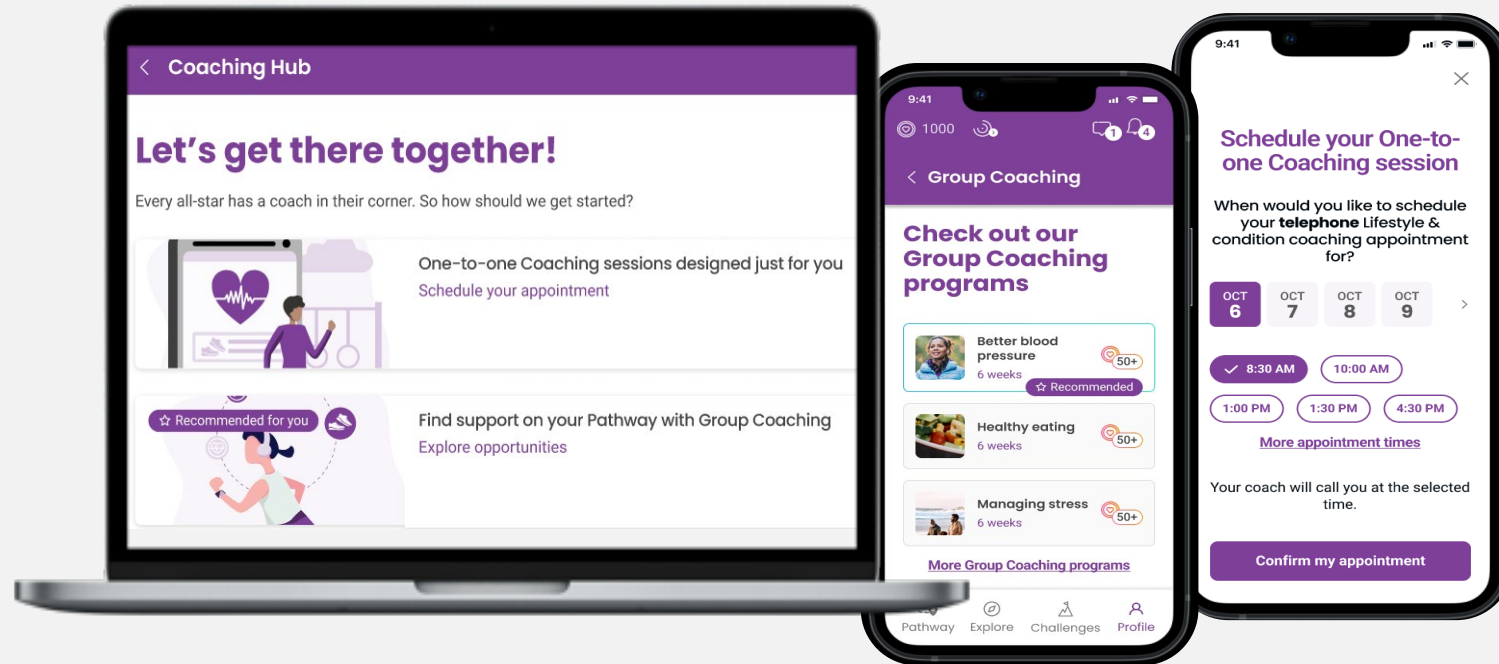 Coaching Hub
Let's get there together!
Every all-star has a coach in their corner. So how should we get started?
One-to-one Coaching sessions designed just for you
Schedule your appointment
Recommended for you
Find support on your Pathway with Group Coaching
Explore opportunities
9:41
1000
1
4
Group Coaching
Check out our
Group Coaching
programs
Better blood
pressure
6 weeks
50+
Recommended
Healthy eating
6 weeks
50+
Managing stress
6 weeks
50+
More Group Coaching programs
Pathway Explore Challenges Profile
9:41
Schedule your One-to-
one Coaching session
When would you like to schedule
your telephone Lifestyle &
condition coaching appointment
for?
OCT OCT OCT OCT
6 7 8 9
8:30 AM 10:00 AM
1:00 PM 1:30 PM 4:30 PM
More appointment times
Your coach will call you at the selected
time.
Confirm my appointment